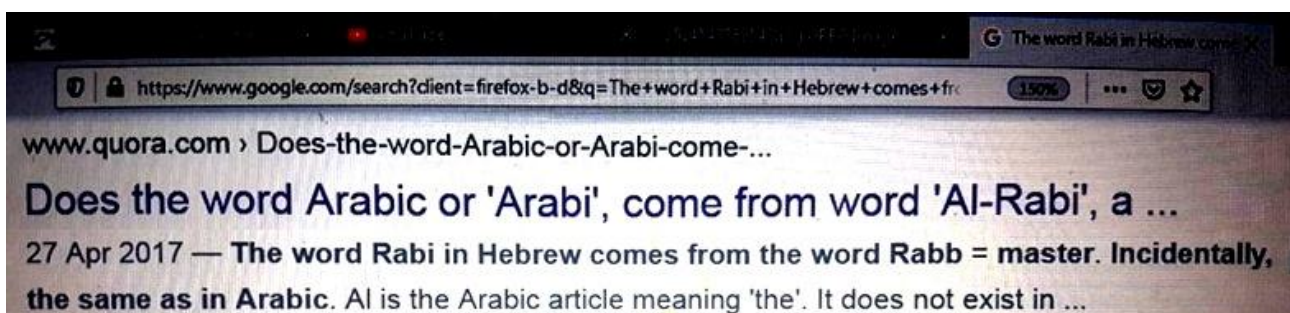 The word Rabi in Hebrew come
https://www.google.com/search?client=firefox-b-d&q=The+word+Rabi+in+Hebrew+comes+fr
150%
www.quora.com › Does-the-word-Arabic-or-Arabi-come-...
Does the word Arabic or 'Arabi', come from word 'Al-Rabi', a ...
27 Apr 2017 — The word Rabi in Hebrew comes from the word Rabb = master. Incidentally,
the same as in Arabic. Al is the Arabic article meaning 'the'. It does not exist in ...